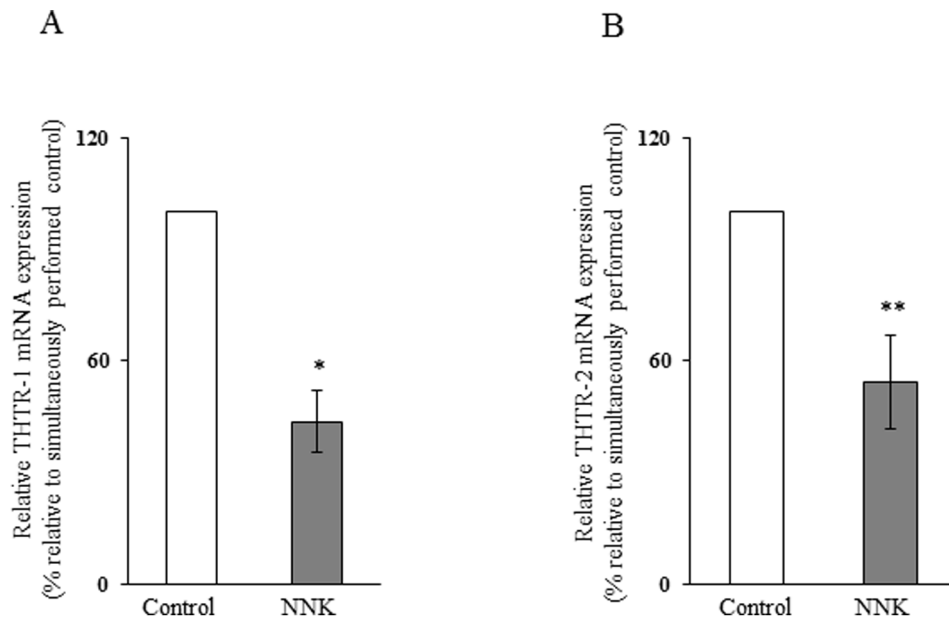 A
Relative THTR-1 mRNA expression
(% relative to simultaneously performed control)
120
60
0
*
Control
NNK
B
Relative THTR-2 mRNA expression
(% relative to simultaneously performed control)
120
60
0
**
Control
NNK